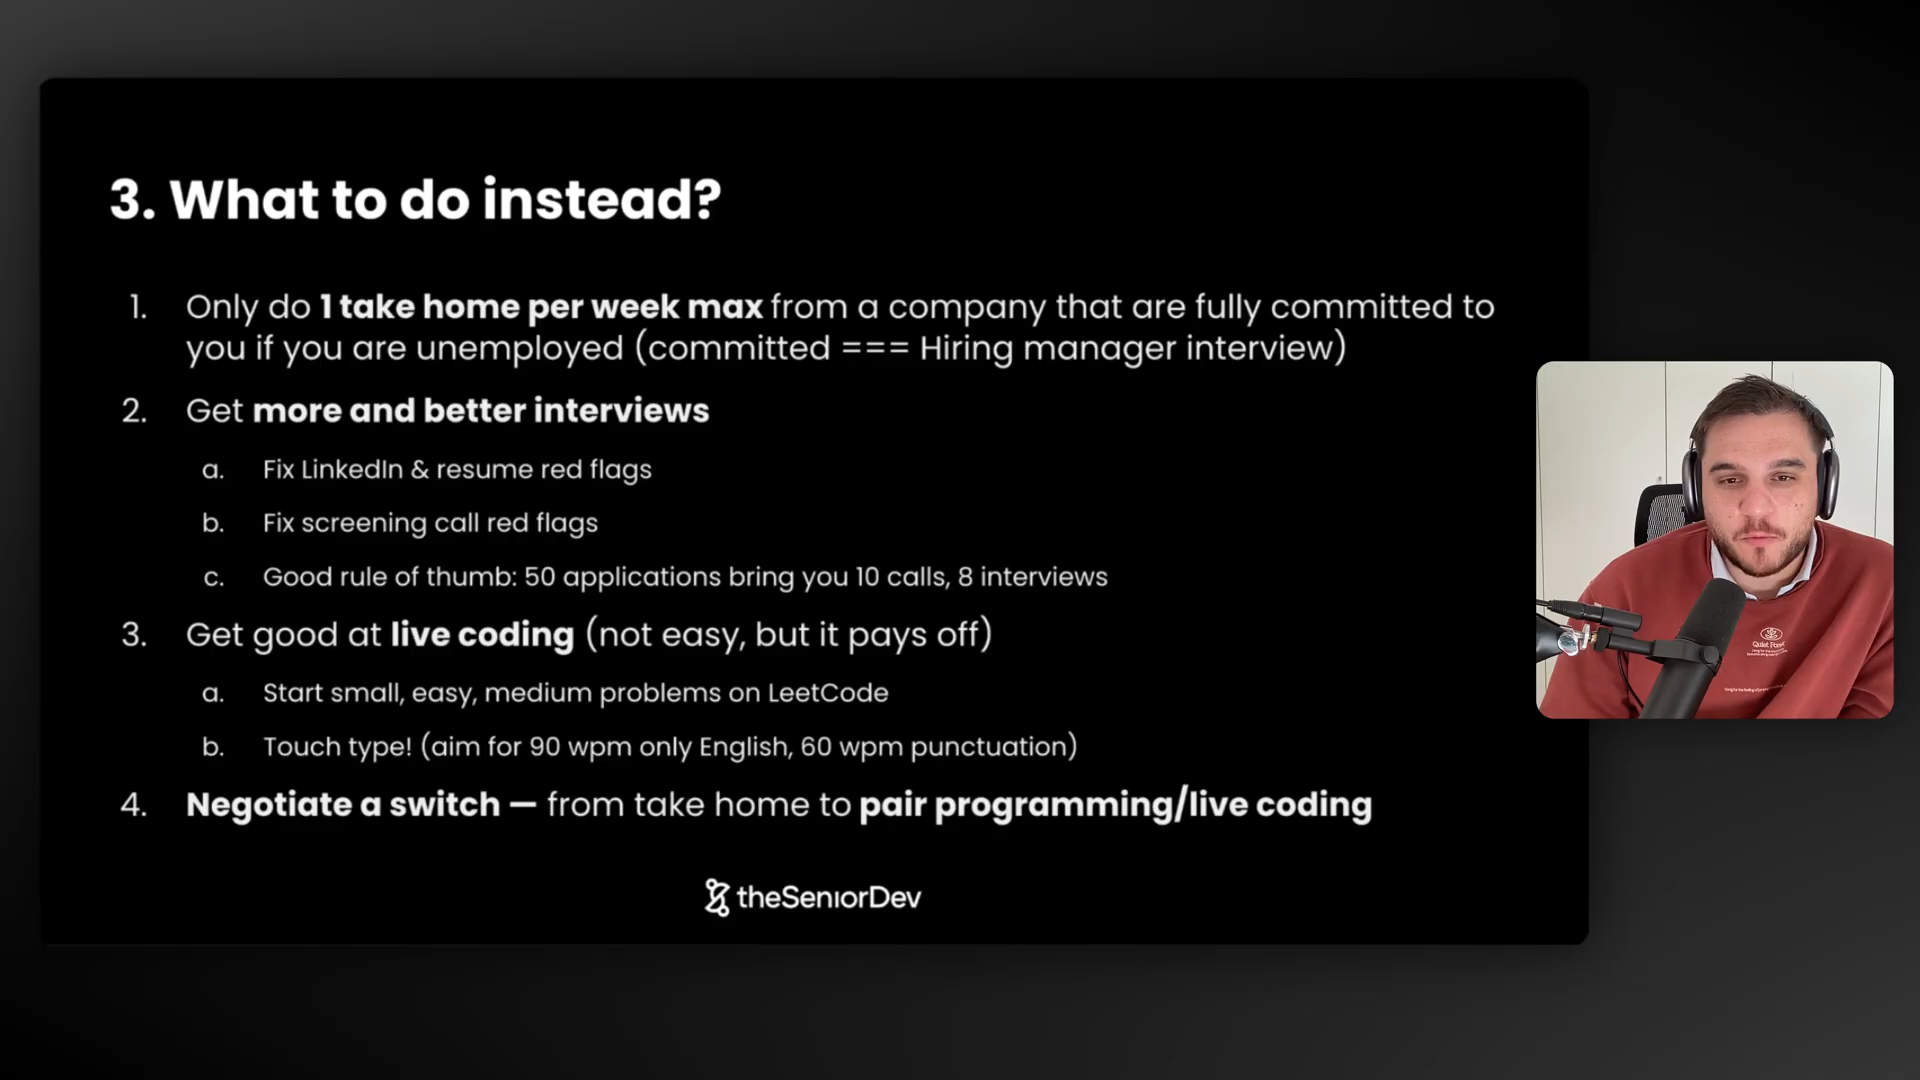 3. What to do instead?
1. Only do 1 take home per week max from a company that are fully committed to
you if you are unemployed (committed === Hiring manager interview)
2. Get more and better interviews
a. Fix LinkedIn & resume red flags
b. Fix screening call red flags
c. Good rule of thumb: 50 applications bring you 10 calls, 8 interviews
3. Get good at live coding (not easy, but it pays off)
a. Start small, easy, medium problems on LeetCode
b. Touch type! (aim for 90 wpm only English, 60 wpm punctuation)
4. Negotiate a switch — from take home to pair programming/live coding
theSeniorDev